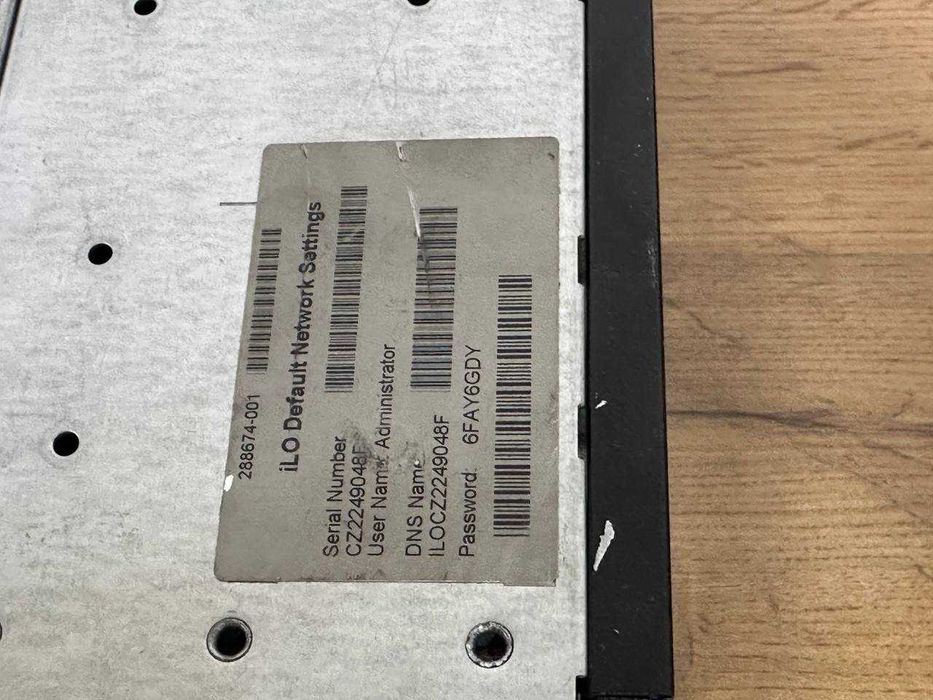 288674-001
iLO Default Network Settings
Serial Number
CZ2249048F
User Name: Administrator
DNS Name
ILOCZ2249048F
Password: 6FAY6GDY